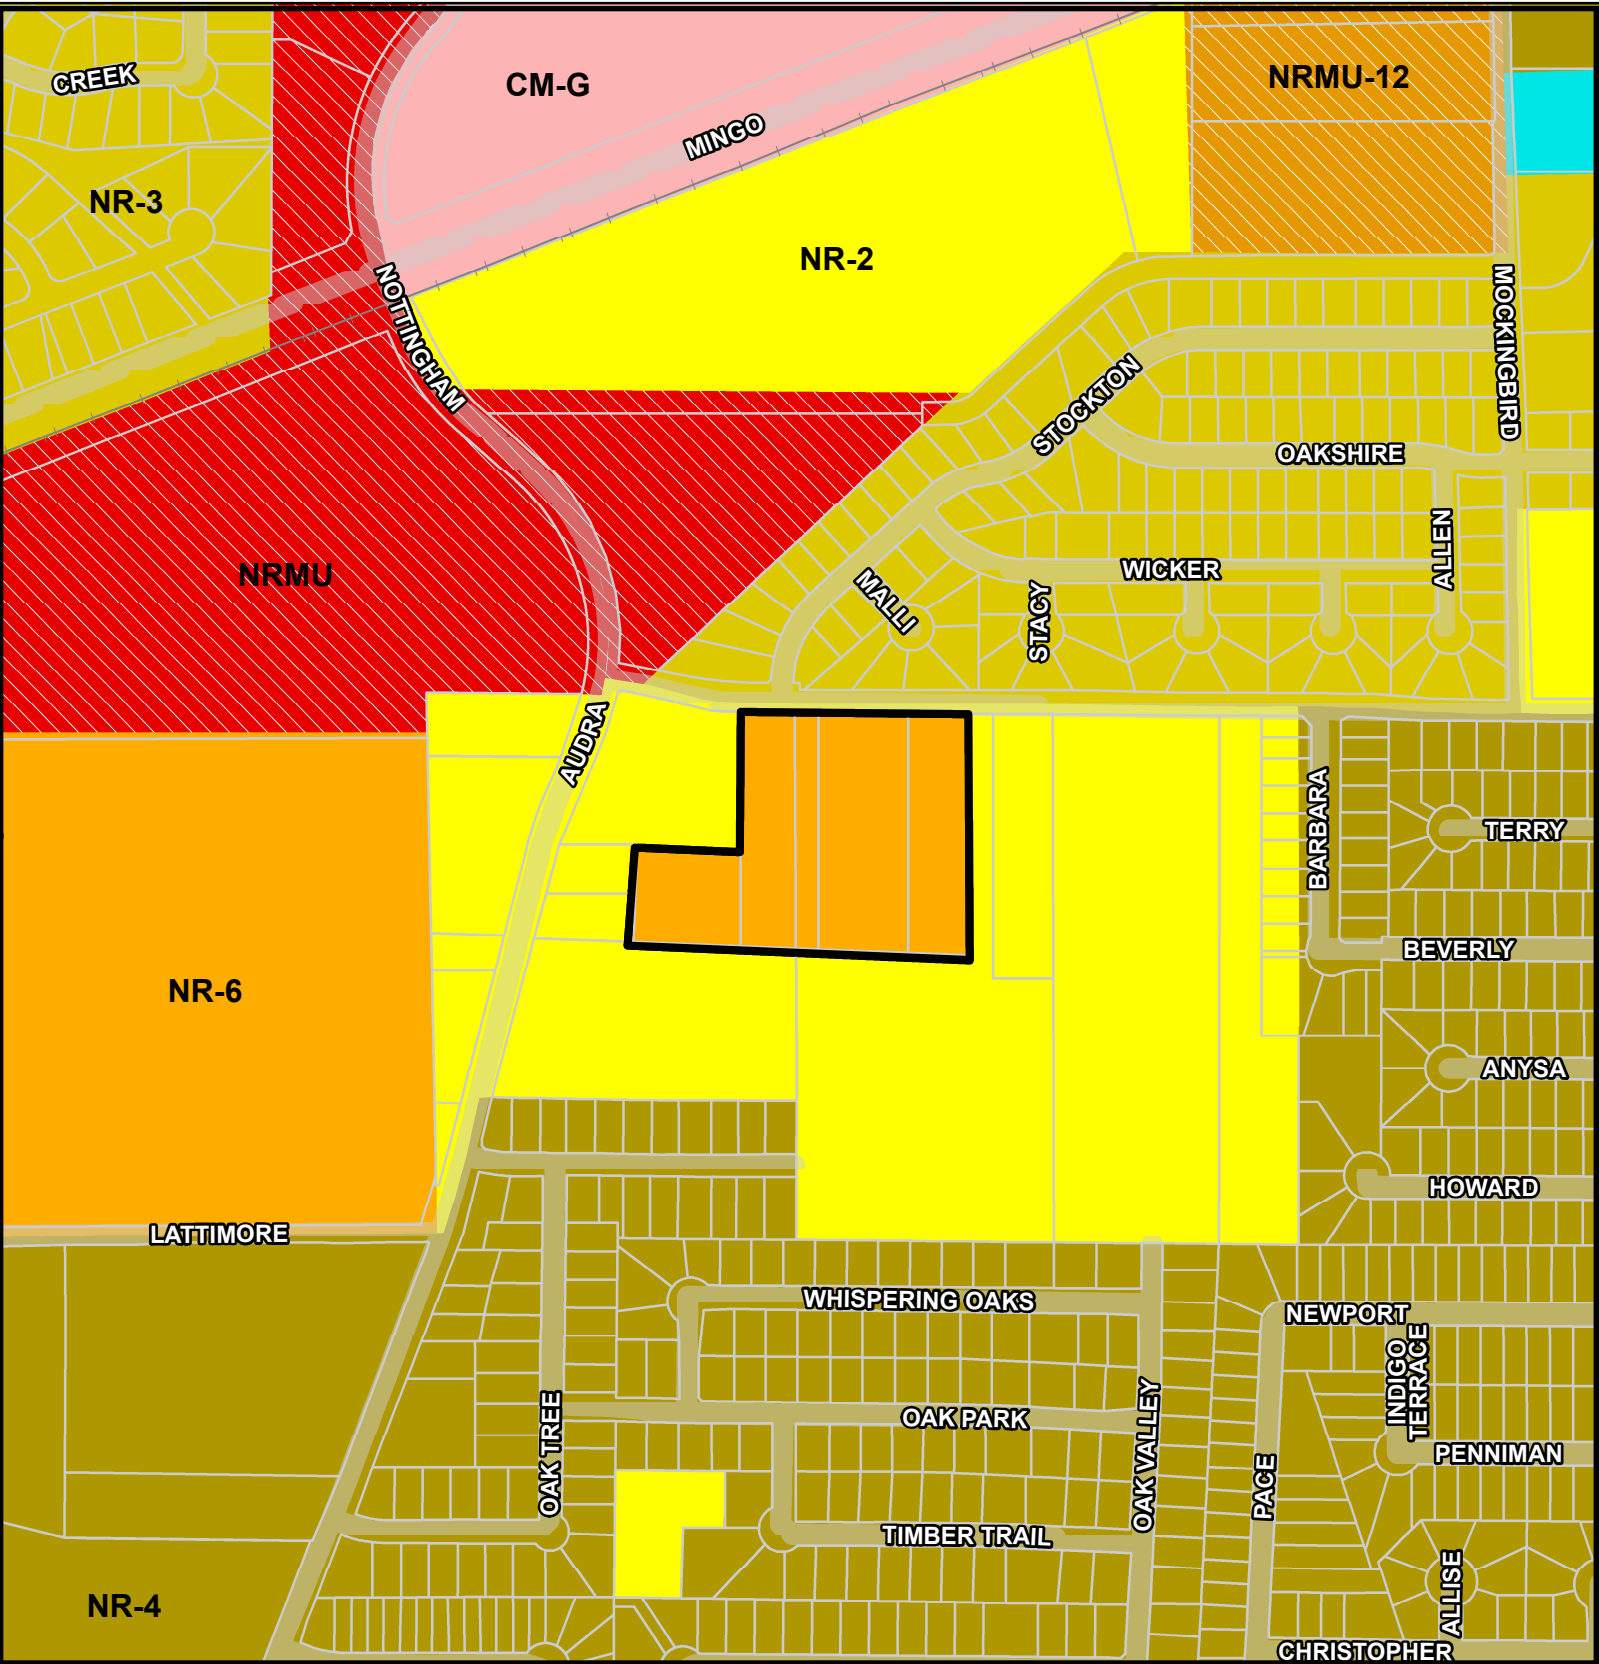 CREEK
CM-G
NRMU-12
MINGO
NR-3
NR-2
NOTTINGHAM
MOCKINGBIRD
STOCKTON
OAKSHIRE
ALLEN
WICKER
NRMU
MALLI
STACY
AUDRA
BARBARA
TERRY
BEVERLY
NR-6
ANYSA
HOWARD
LATTIMORE
WHISPERING OAKS
NEWPORT
INDIGO
TERRACE
OAK TREE
OAK PARK
OAK VALLEY
PACE
PENNIMAN
TIMBER TRAIL
NR-4
ALLISE
CHRISTOPHER